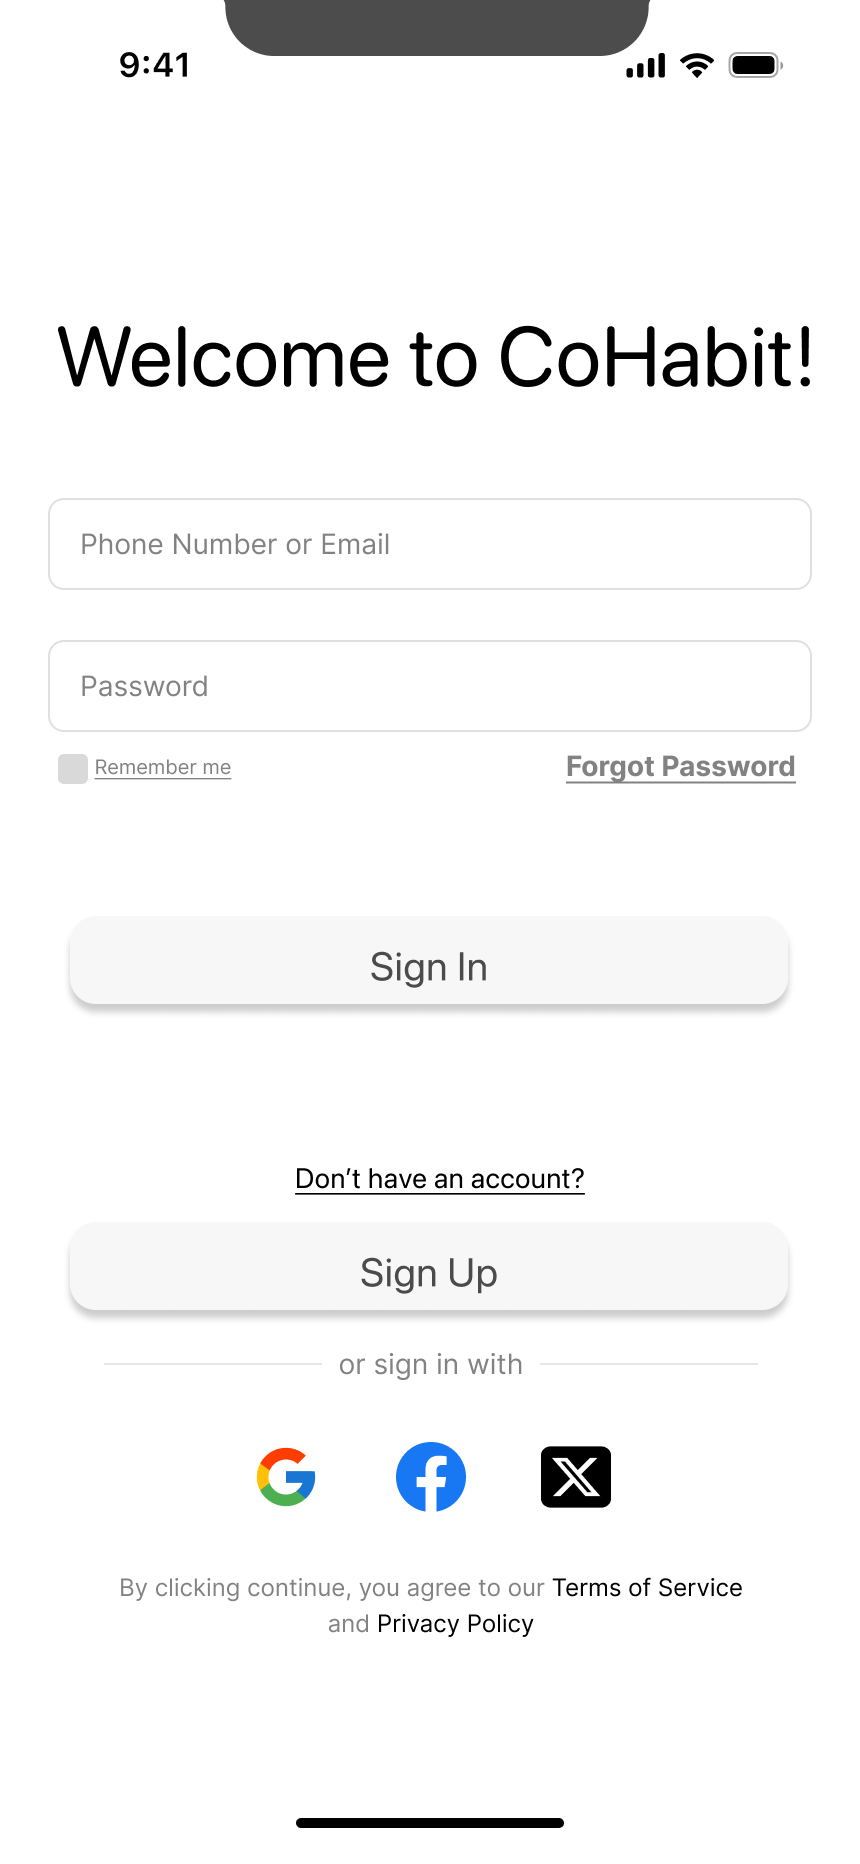 9:41
Welcome to CoHabit!
Phone Number or Email
Password
Remember me
Forgot Password
Sign In
Don’t have an account?
Sign Up
or sign in with
By clicking continue, you agree to our Terms of Service
and Privacy Policy